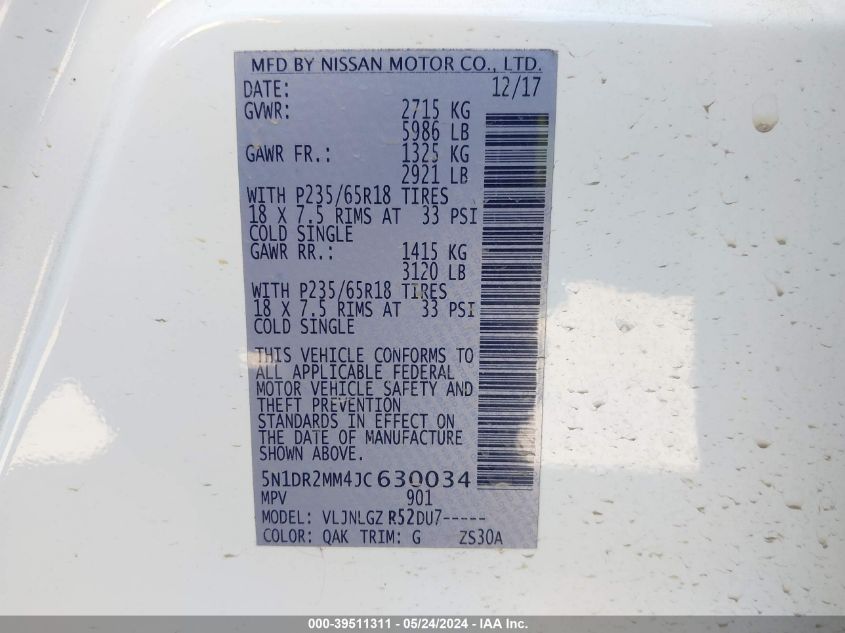 MFD BY NISSAN MOTOR CO., LTD.
DATE: 12/17
GVWR: 2715 KG
5986 LB
GAWR FR.: 1325 KG
2921 LB
WITH P235/65R18 TIRES
18 X 7.5 RIMS AT 33 PSI
COLD SINGLE
GAWR RR.: 1415 KG
3120 LB
WITH P235/65R18 TIRES
18 X 7.5 RIMS AT 33 PSI
COLD SINGLE
THIS VEHICLE CONFORMS TO
ALL APPLICABLE FEDERAL
MOTOR VEHICLE SAFETY AND
THEFT PREVENTION
STANDARDS IN EFFECT ON
THE DATE OF MANUFACTURE
SHOWN ABOVE.
5N1DR2MM4JC630034
MPV 901
MODEL: VLJNLGZ R52DU7-----
COLOR: QAK TRIM: G ZS30A
000-39511311 - 05/24/2024 - IAA Inc.